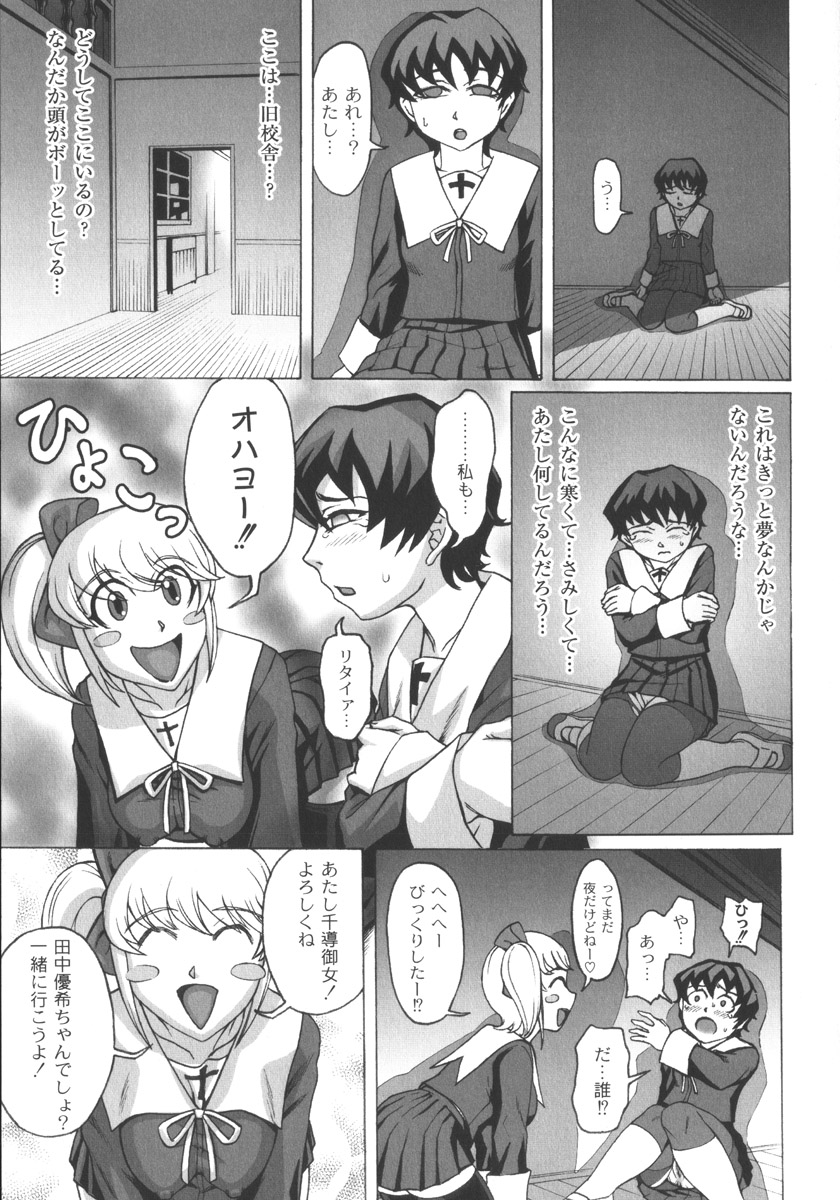 う…
あれ…？
あたし…
ここは…旧校舎…？
どうしてここにいるの？
なんだか頭がボーッとしてる…
これはきっと夢なんかじゃ
ないんだろうな…
こんなに寒くて…さみしくて…
あたし何してるんだろう…
………私も…
リタイァ…
オハヨー!!
ひょこっ
ひっ!!
や…
あっ…
だ…誰!?
ってまだ
夜だけどねー♡
へへへー
びっくりしたー!?
あたし千導御女！
よろしくね
田中優希ちゃんでしょ？
一緒に行こうよ！